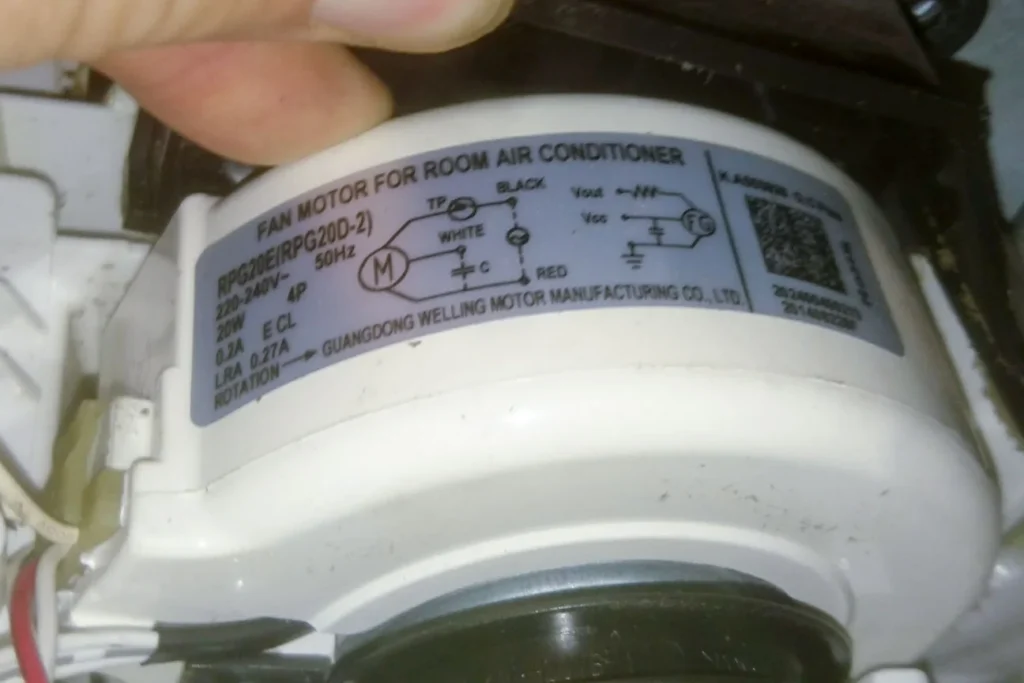 FAN MOTOR FOR ROOM AIR CONDITIONER
RPG20E(RPG20D-2)
220-240V~ 50Hz
20W 4P
0.2A E CL
LRA 0.27A
ROTATION → GUANGDONG WELLING MOTOR MANUFACTURING CO., LTD.
TP BLACK
M WHITE
C
RED
Vout
Vcc FG